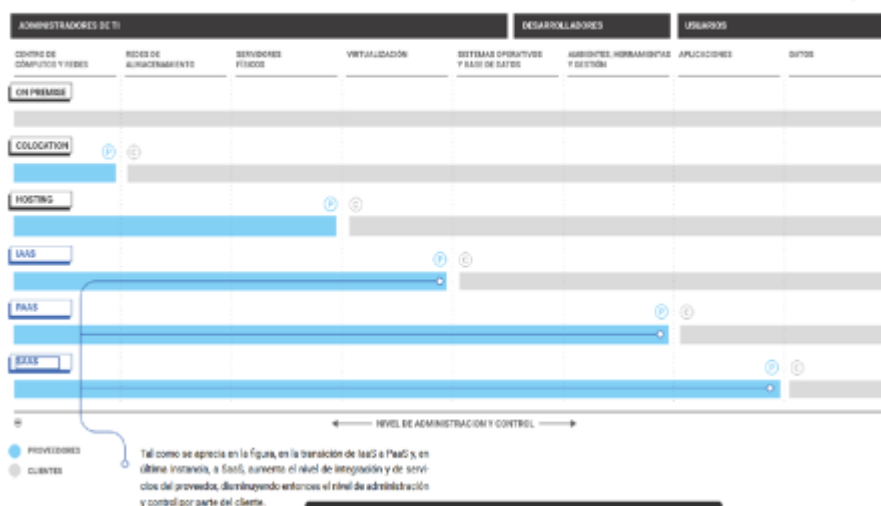 ADMINISTRADORES DE TI
DESARROLLADORES
USUARIOS
CENTRO DE
CÓMPUTOS Y REDES
REDES DE
ALMACENAMIENTO
SERVIDORES
FÍSICOS
VIRTUALIZACIÓN
SISTEMAS OPERATIVOS
Y BASE DE DATOS
AMBIENTES, HERRAMIENTAS
Y GESTIÓN
APLICACIONES
DATOS
ON PREMISE
COLOCATION
P
C
HOSTING
P
C
IAAS
P
C
PAAS
P
C
SAAS
P
C
NIVEL DE ADMINISTRACION Y CONTROL
PROVEEDORES
CLIENTES
Tal como se aprecia en la figura, en la transición de IaaS a PaaS y, en
última instancia, a SaaS, aumenta el nivel de integración y de servi-
cios del proveedor, disminuyendo entonces el nivel de administración
y control por parte del cliente.